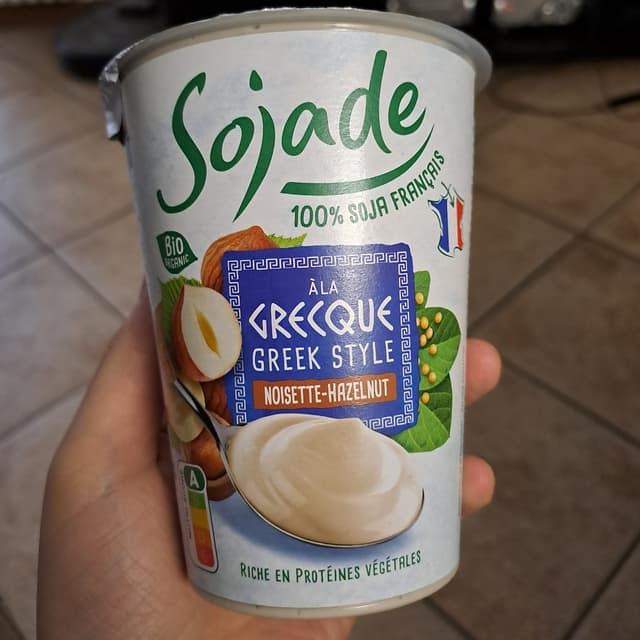 Sojade
100% SOJA FRANÇAIS
Bio
ORGANIC
À LA
GRECQUE
GREEK STYLE
NOISETTE-HAZELNUT
A
RICHE EN PROTÉINES VÉGÉTALES